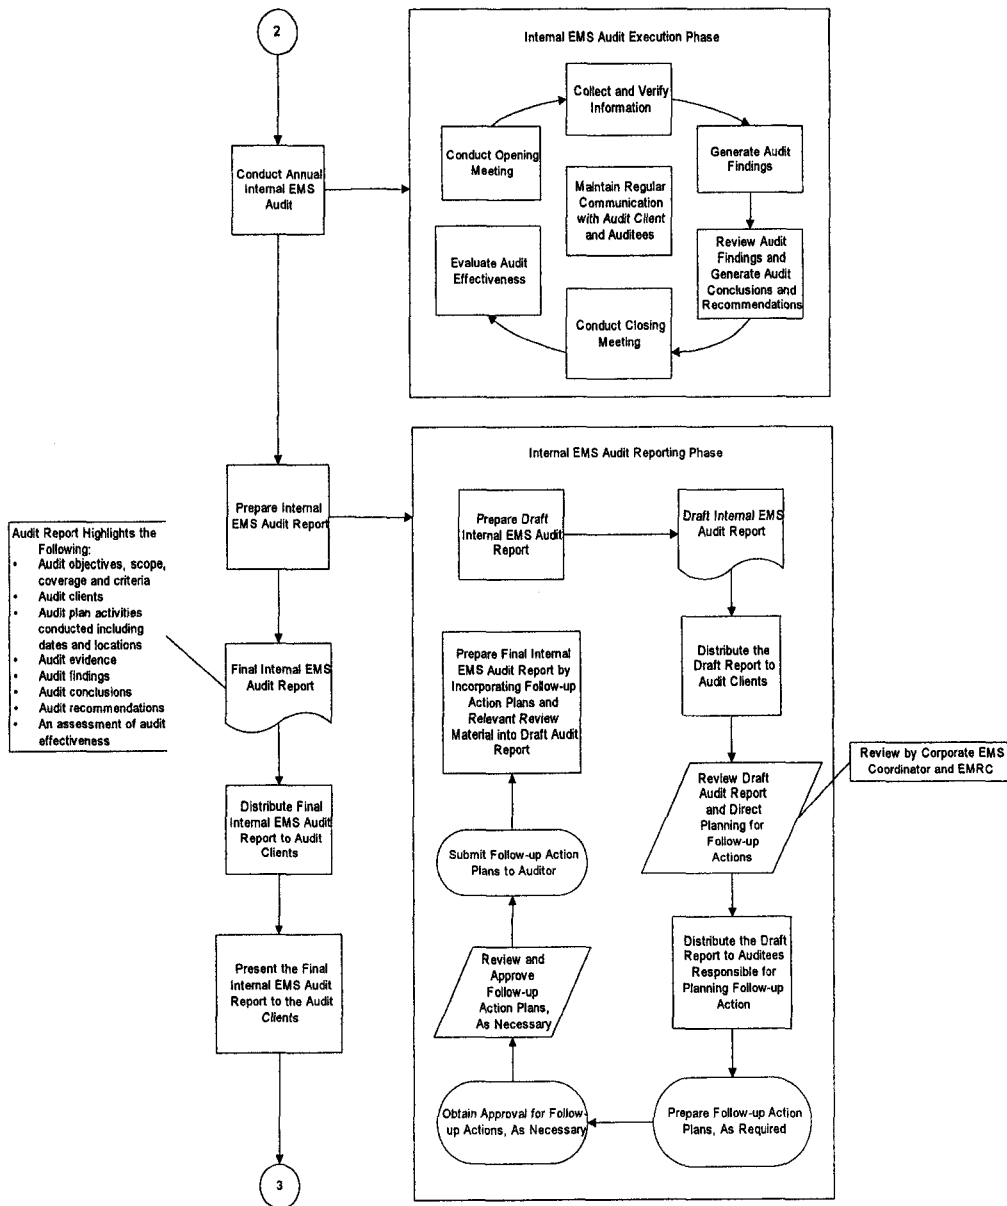 2
Conduct Annual
Internal EMS
Audit
Internal EMS Audit Execution Phase
Collect and Verify
Information
Conduct Opening
Meeting
Generate Audit
Findings
Maintain Regular
Communication
with Audit Client
and Auditees
Evaluate Audit
Effectiveness
Review Audit
Findings and
Generate Audit
Conclusions and
Recommendations
Conduct Closing
Meeting
Prepare Internal
EMS Audit Report
Audit Report Highlights the
Following:
• Audit objectives, scope,
coverage and criteria
• Audit clients
• Audit plan activities
conducted including
dates and locations
• Audit evidence
• Audit findings
• Audit conclusions
• Audit recommendations
• An assessment of audit
effectiveness
Final Internal EMS
Audit Report
Distribute Final
Internal EMS Audit
Report to Audit
Clients
Present the Final
Internal EMS Audit
Report to the Audit
Clients
3
Internal EMS Audit Reporting Phase
Prepare Draft
Internal EMS Audit
Report
Draft Internal EMS
Audit Report
Distribute the
Draft Report to
Audit Clients
Review Draft
Audit Report
and Direct
Planning for
Follow-up
Actions
Review by Corporate EMS
Coordinator and EMRC
Distribute the Draft
Report to Auditees
Responsible for
Planning Follow-up
Action
Prepare Follow-up Action
Plans, As Required
Obtain Approval for Follow-
up Actions, As Necessary
Review and
Approve
Follow-up
Action Plans,
As Necessary
Submit Follow-up Action
Plans to Auditor
Prepare Final Internal
EMS Audit Report by
Incorporating Follow-up
Action Plans and
Relevant Review
Material into Draft Audit
Report